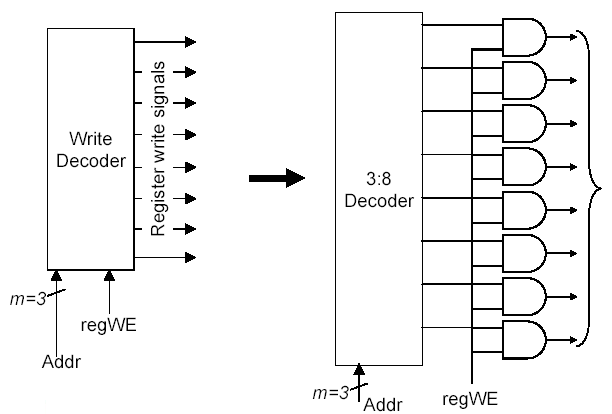 Write
Decoder
Register write signals
m=3
regWE
Addr
3:8
Decoder
m=3
Addr
regWE